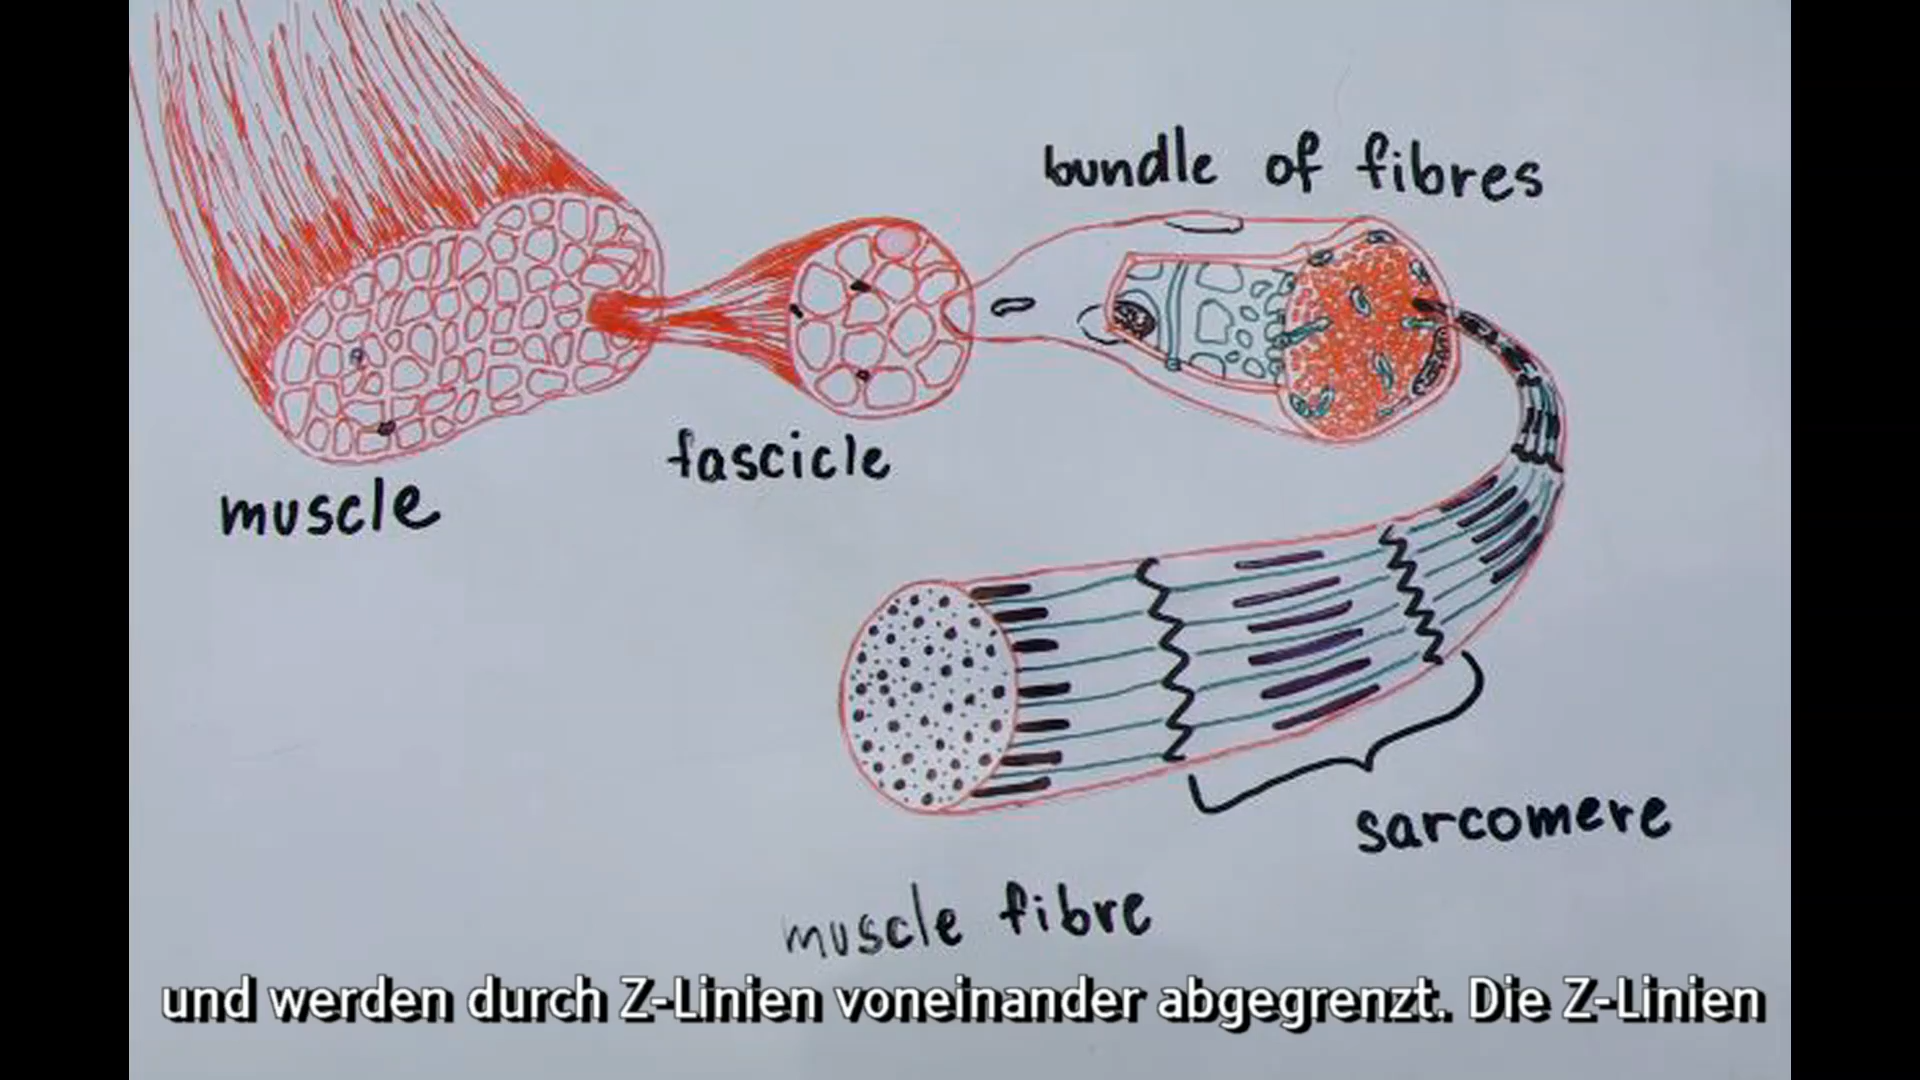 bundle of fibres
fascicle
muscle
sarcomere
muscle fibre
und werden durch Z-Linien voneinander abgegrenzt. Die Z-Linien